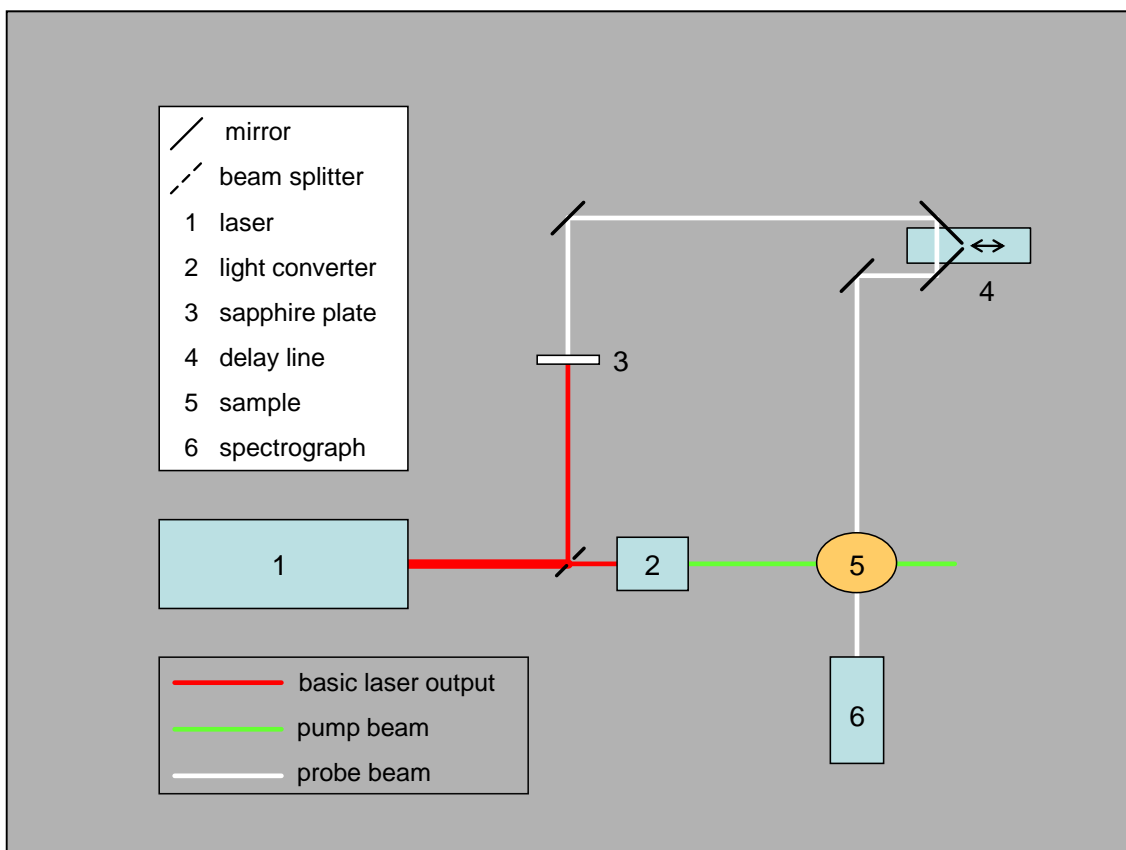 mirror
beam splitter
1 laser
2 light converter
3 sapphire plate
4 delay line
5 sample
6 spectrograph
4
3
1
2
5
6
basic laser output
pump beam
probe beam